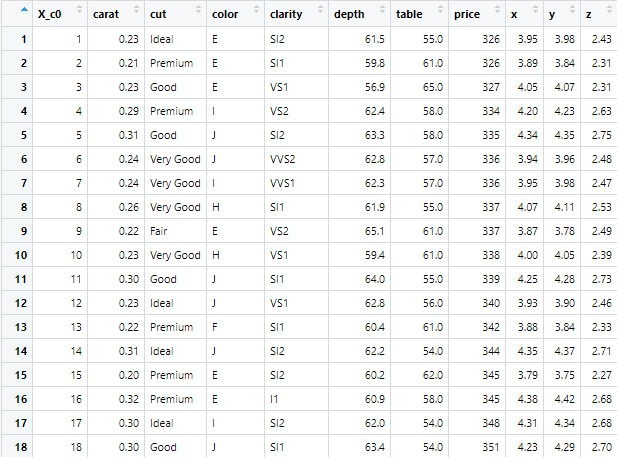 X_c0 carat cut color clarity depth table price x y z
1 1 0.23 Ideal E SI2 61.5 55.0 326 3.95 3.98 2.43
2 2 0.21 Premium E SI1 59.8 61.0 326 3.89 3.84 2.31
3 3 0.23 Good E VS1 56.9 65.0 327 4.05 4.07 2.31
4 4 0.29 Premium I VS2 62.4 58.0 334 4.20 4.23 2.63
5 5 0.31 Good J SI2 63.3 58.0 335 4.34 4.35 2.75
6 6 0.24 Very Good J VVS2 62.8 57.0 336 3.94 3.96 2.48
7 7 0.24 Very Good I VVS1 62.3 57.0 336 3.95 3.98 2.47
8 8 0.26 Very Good H SI1 61.9 55.0 337 4.07 4.11 2.53
9 9 0.22 Fair E VS2 65.1 61.0 337 3.87 3.78 2.49
10 10 0.23 Very Good H VS1 59.4 61.0 338 4.00 4.05 2.39
11 11 0.30 Good J SI1 64.0 55.0 339 4.25 4.28 2.73
12 12 0.23 Ideal J VS1 62.8 56.0 340 3.93 3.90 2.46
13 13 0.22 Premium F SI1 60.4 61.0 342 3.88 3.84 2.33
14 14 0.31 Ideal J SI2 62.2 54.0 344 4.35 4.37 2.71
15 15 0.20 Premium E SI2 60.2 62.0 345 3.79 3.75 2.27
16 16 0.32 Premium E I1 60.9 58.0 345 4.38 4.42 2.68
17 17 0.30 Ideal I SI2 62.0 54.0 348 4.31 4.34 2.68
18 18 0.30 Good J SI1 63.4 54.0 351 4.23 4.29 2.70